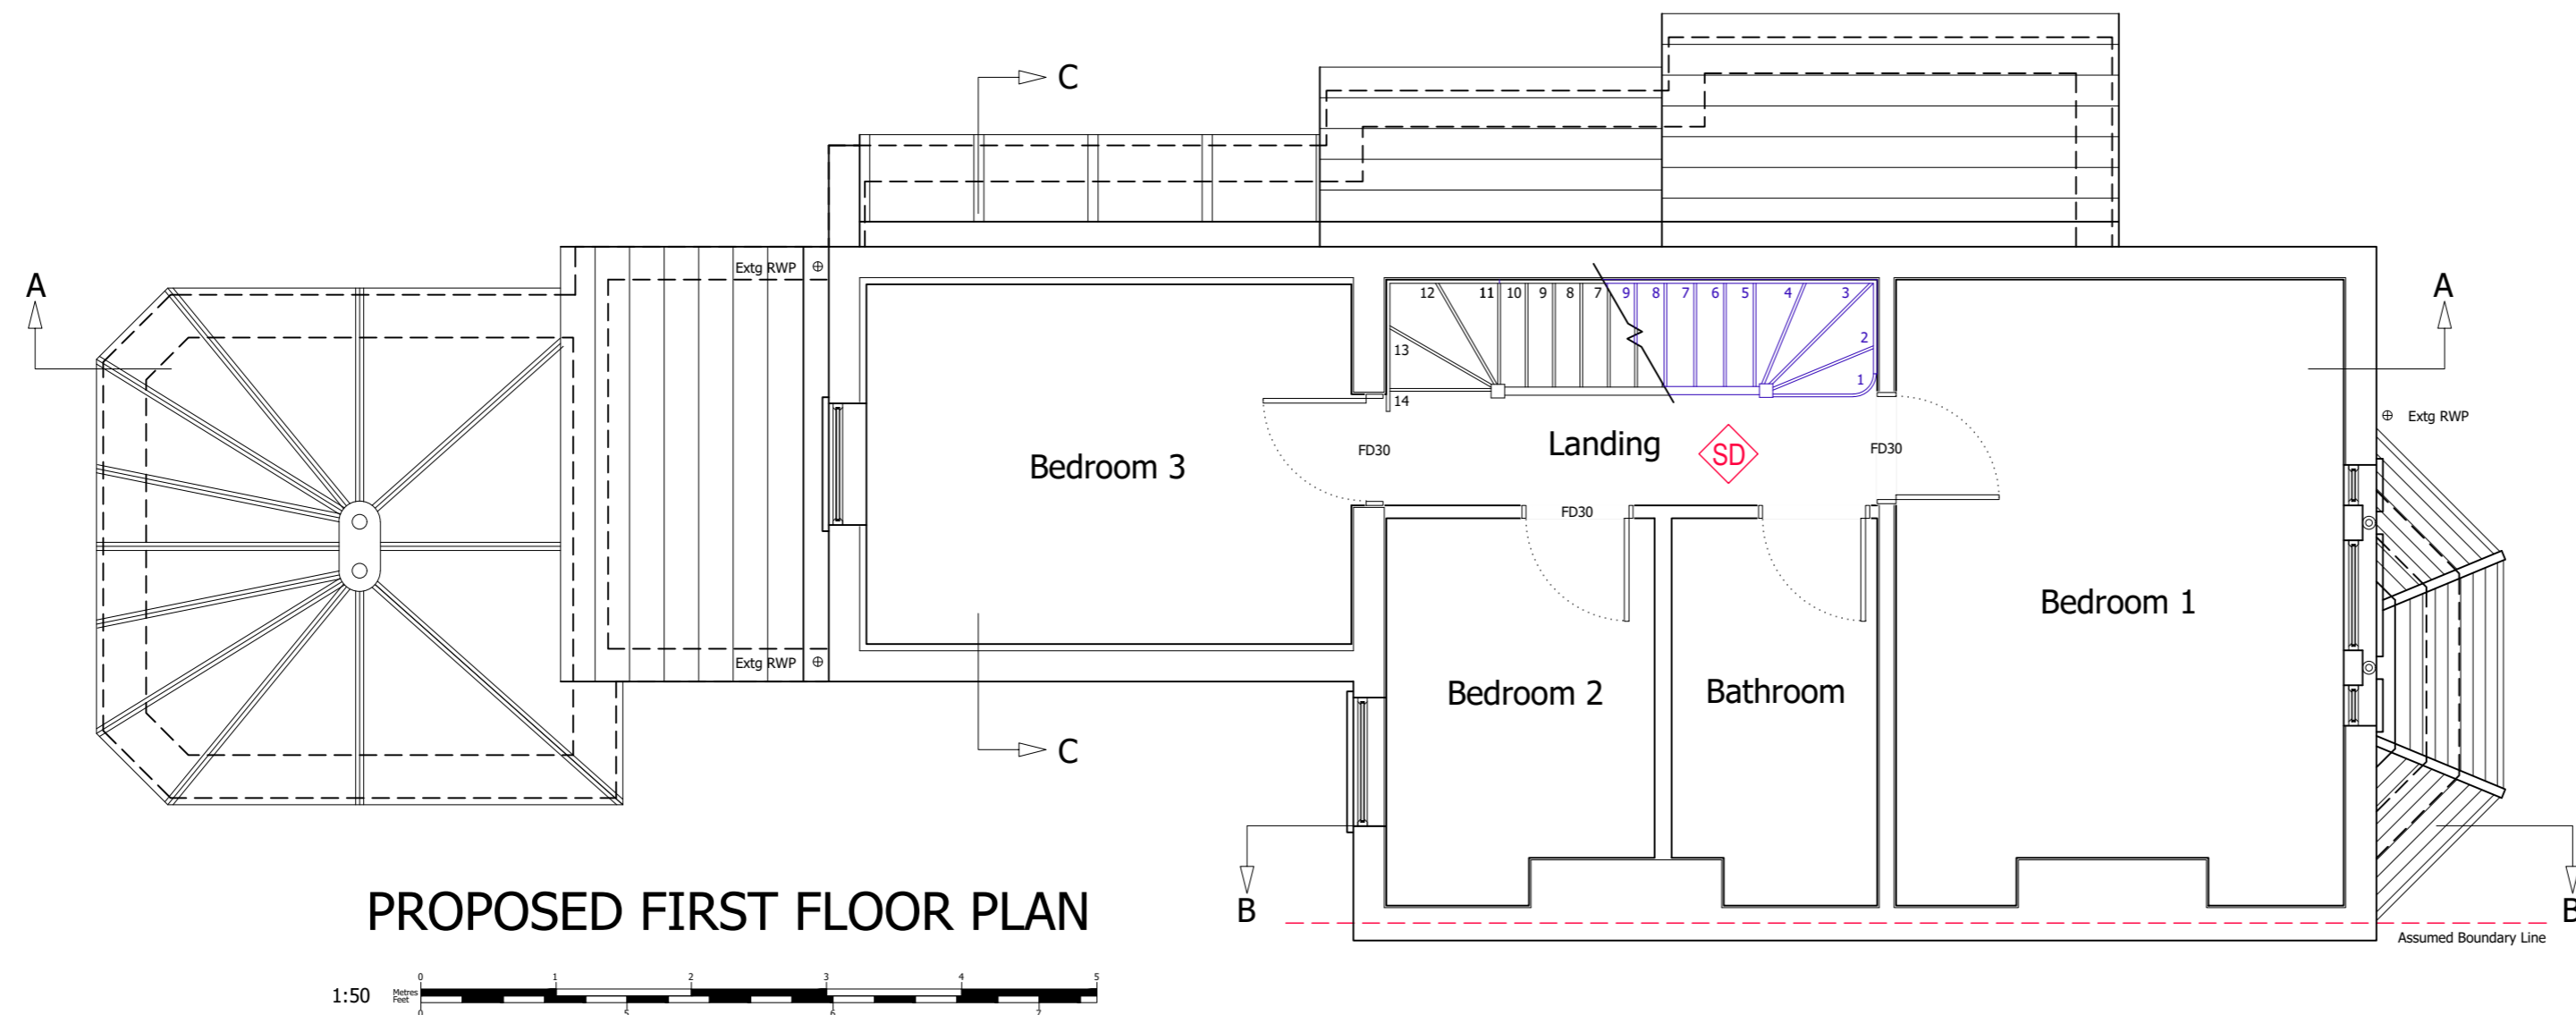 C
A
A
Extg RWP
12 11 10 9 8 7 9 8 7 6 5 4 3
2
13
1
14
Extg RWP
Landing
SD
FD30
FD30
Bedroom 3
FD30
Bedroom 1
Extg RWP
Bedroom 2
Bathroom
C
B
B
PROPOSED FIRST FLOOR PLAN
Assumed Boundary Line
1:50
0 1 2 3 4 5
Metres
Feet
0 5 6 7